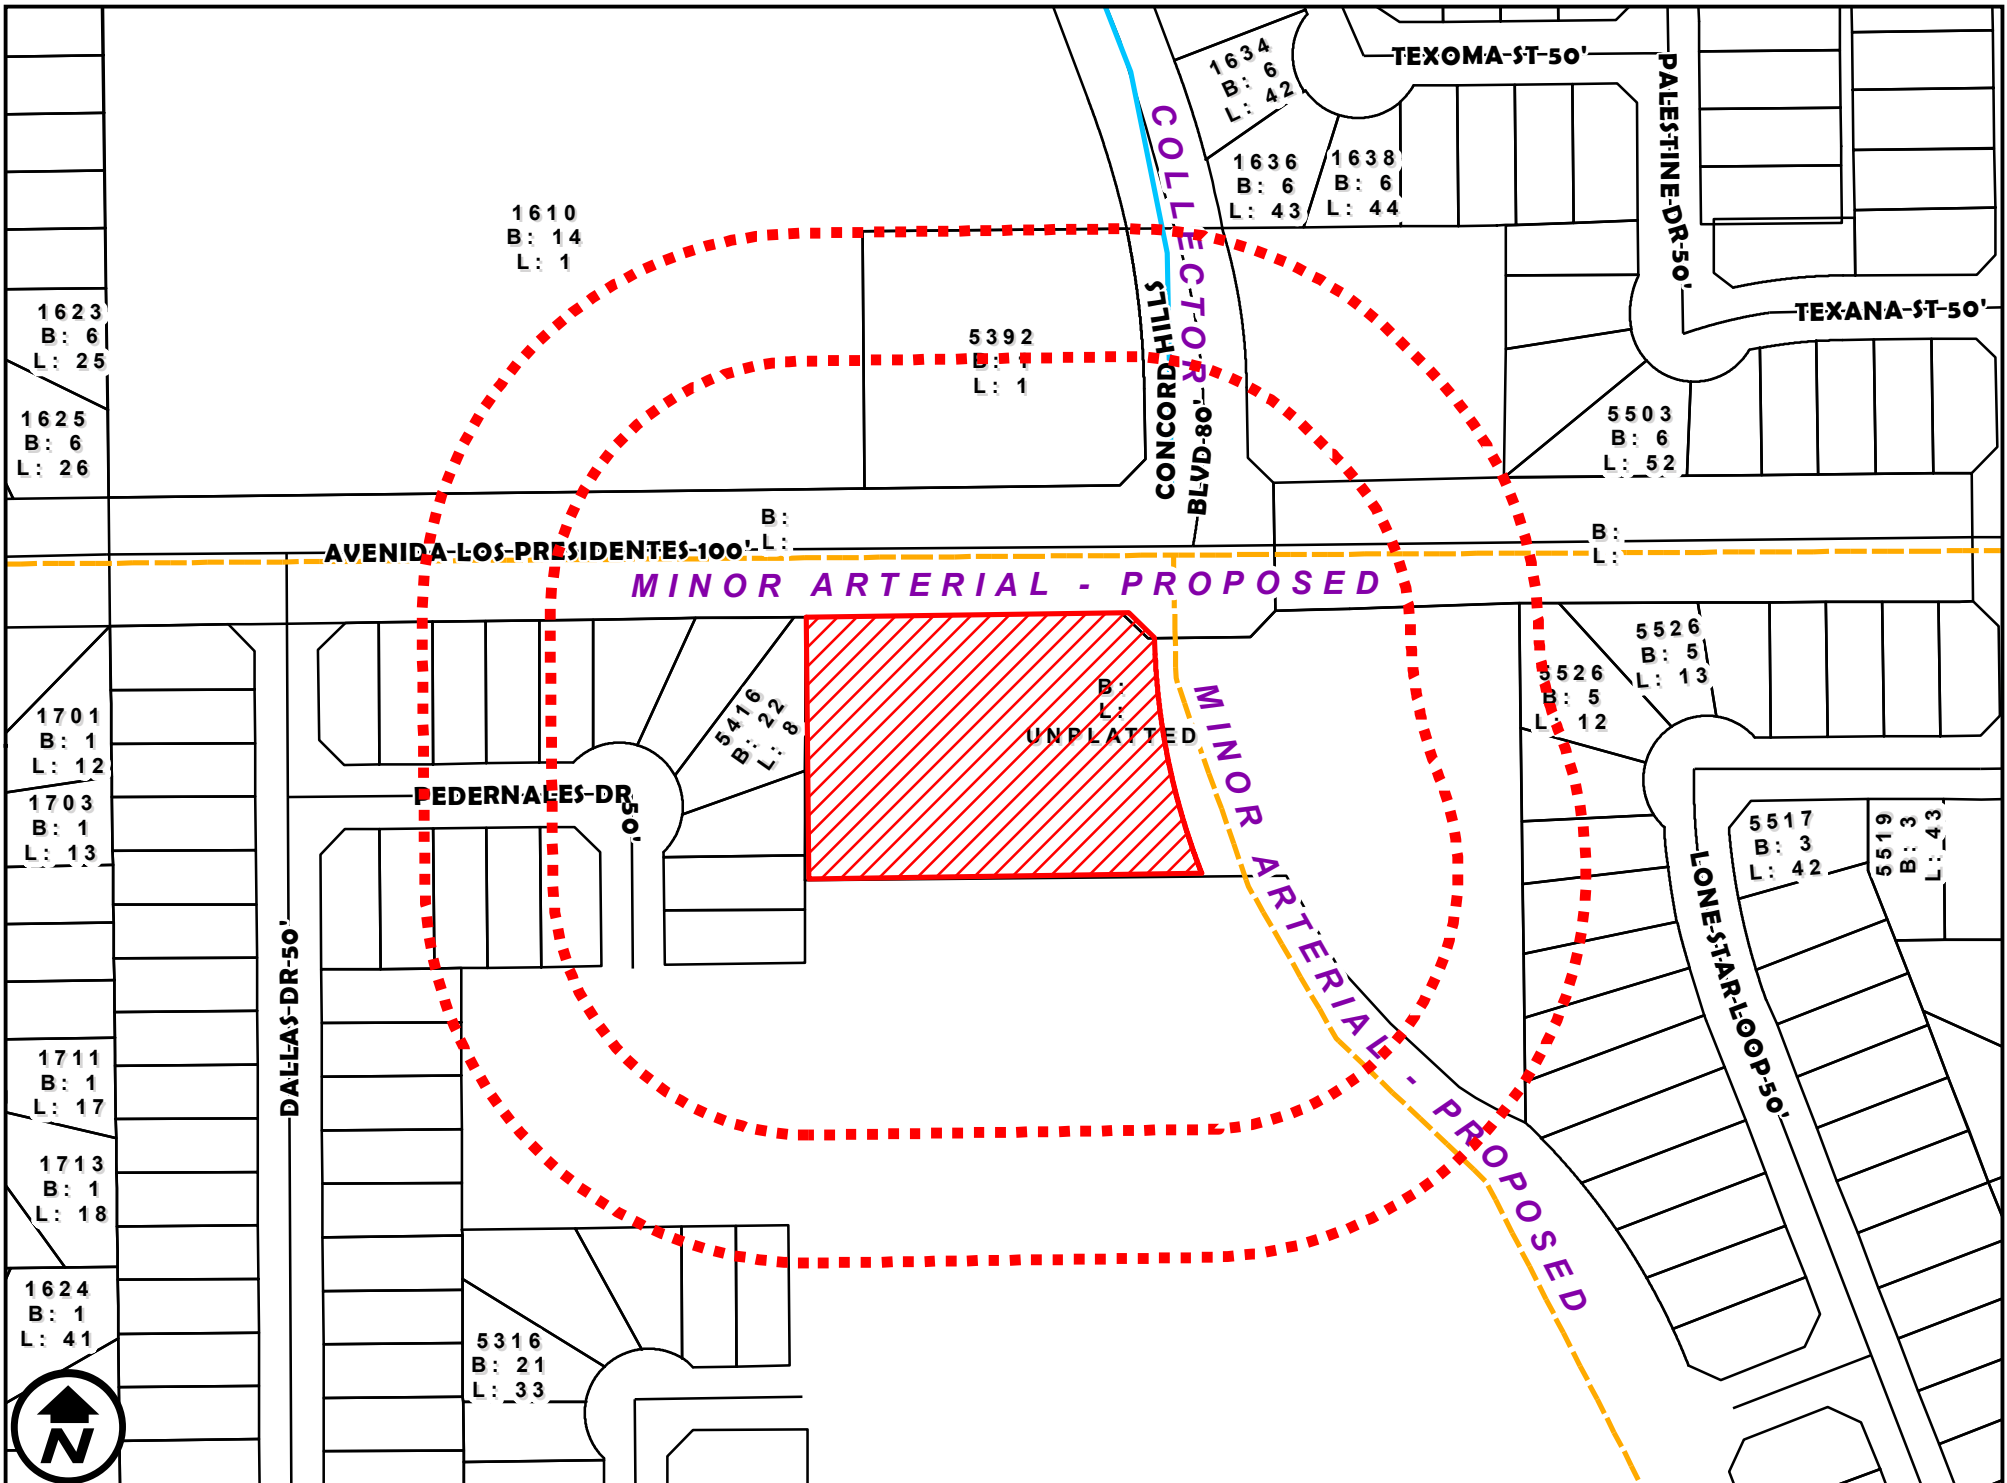 TEXOMA-ST-50'
1634
B: 6
L: 42
PALESTINE-DR-50'
COLLECTOR
1636
B: 6
L: 43
1638
B: 6
L: 44
1610
B: 14
L: 1
1623
B: 6
L: 25
5392
B: 1
L: 1
CONCORD HILLS
BLVD-80'
TEXANA-ST-50'
1625
B: 6
L: 26
5503
B: 6
L: 52
B:
L:
B:
L:
AVENIDA-LOS-PRESIDENTES-100'
MINOR ARTERIAL - PROPOSED
5526
B: 5
L: 13
5526
B: 5
L: 12
5416
B: 22
L: 8
B:
L:
UNPLATTED
1701
B: 1
L: 12
MINOR ARTERIAL - PROPOSED
PEDERNALES-DR
50'
1703
B: 1
L: 13
5517
B: 3
L: 42
5519
B: 3
L: 43
LONE-STAR-LOOP-50'
DALLAS-DR-50'
1711
B: 1
L: 17
1713
B: 1
L: 18
1624
B: 1
L: 41
5316
B: 21
L: 33
N